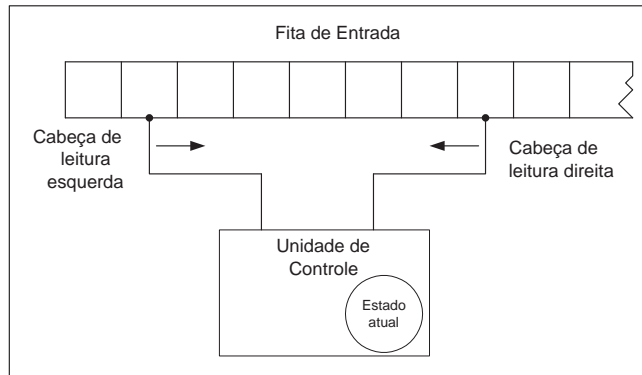 Fita de Entrada
Cabeça de
leitura
esquerda
Cabeça de
leitura direita
Unidade de
Controle
Estado
atual